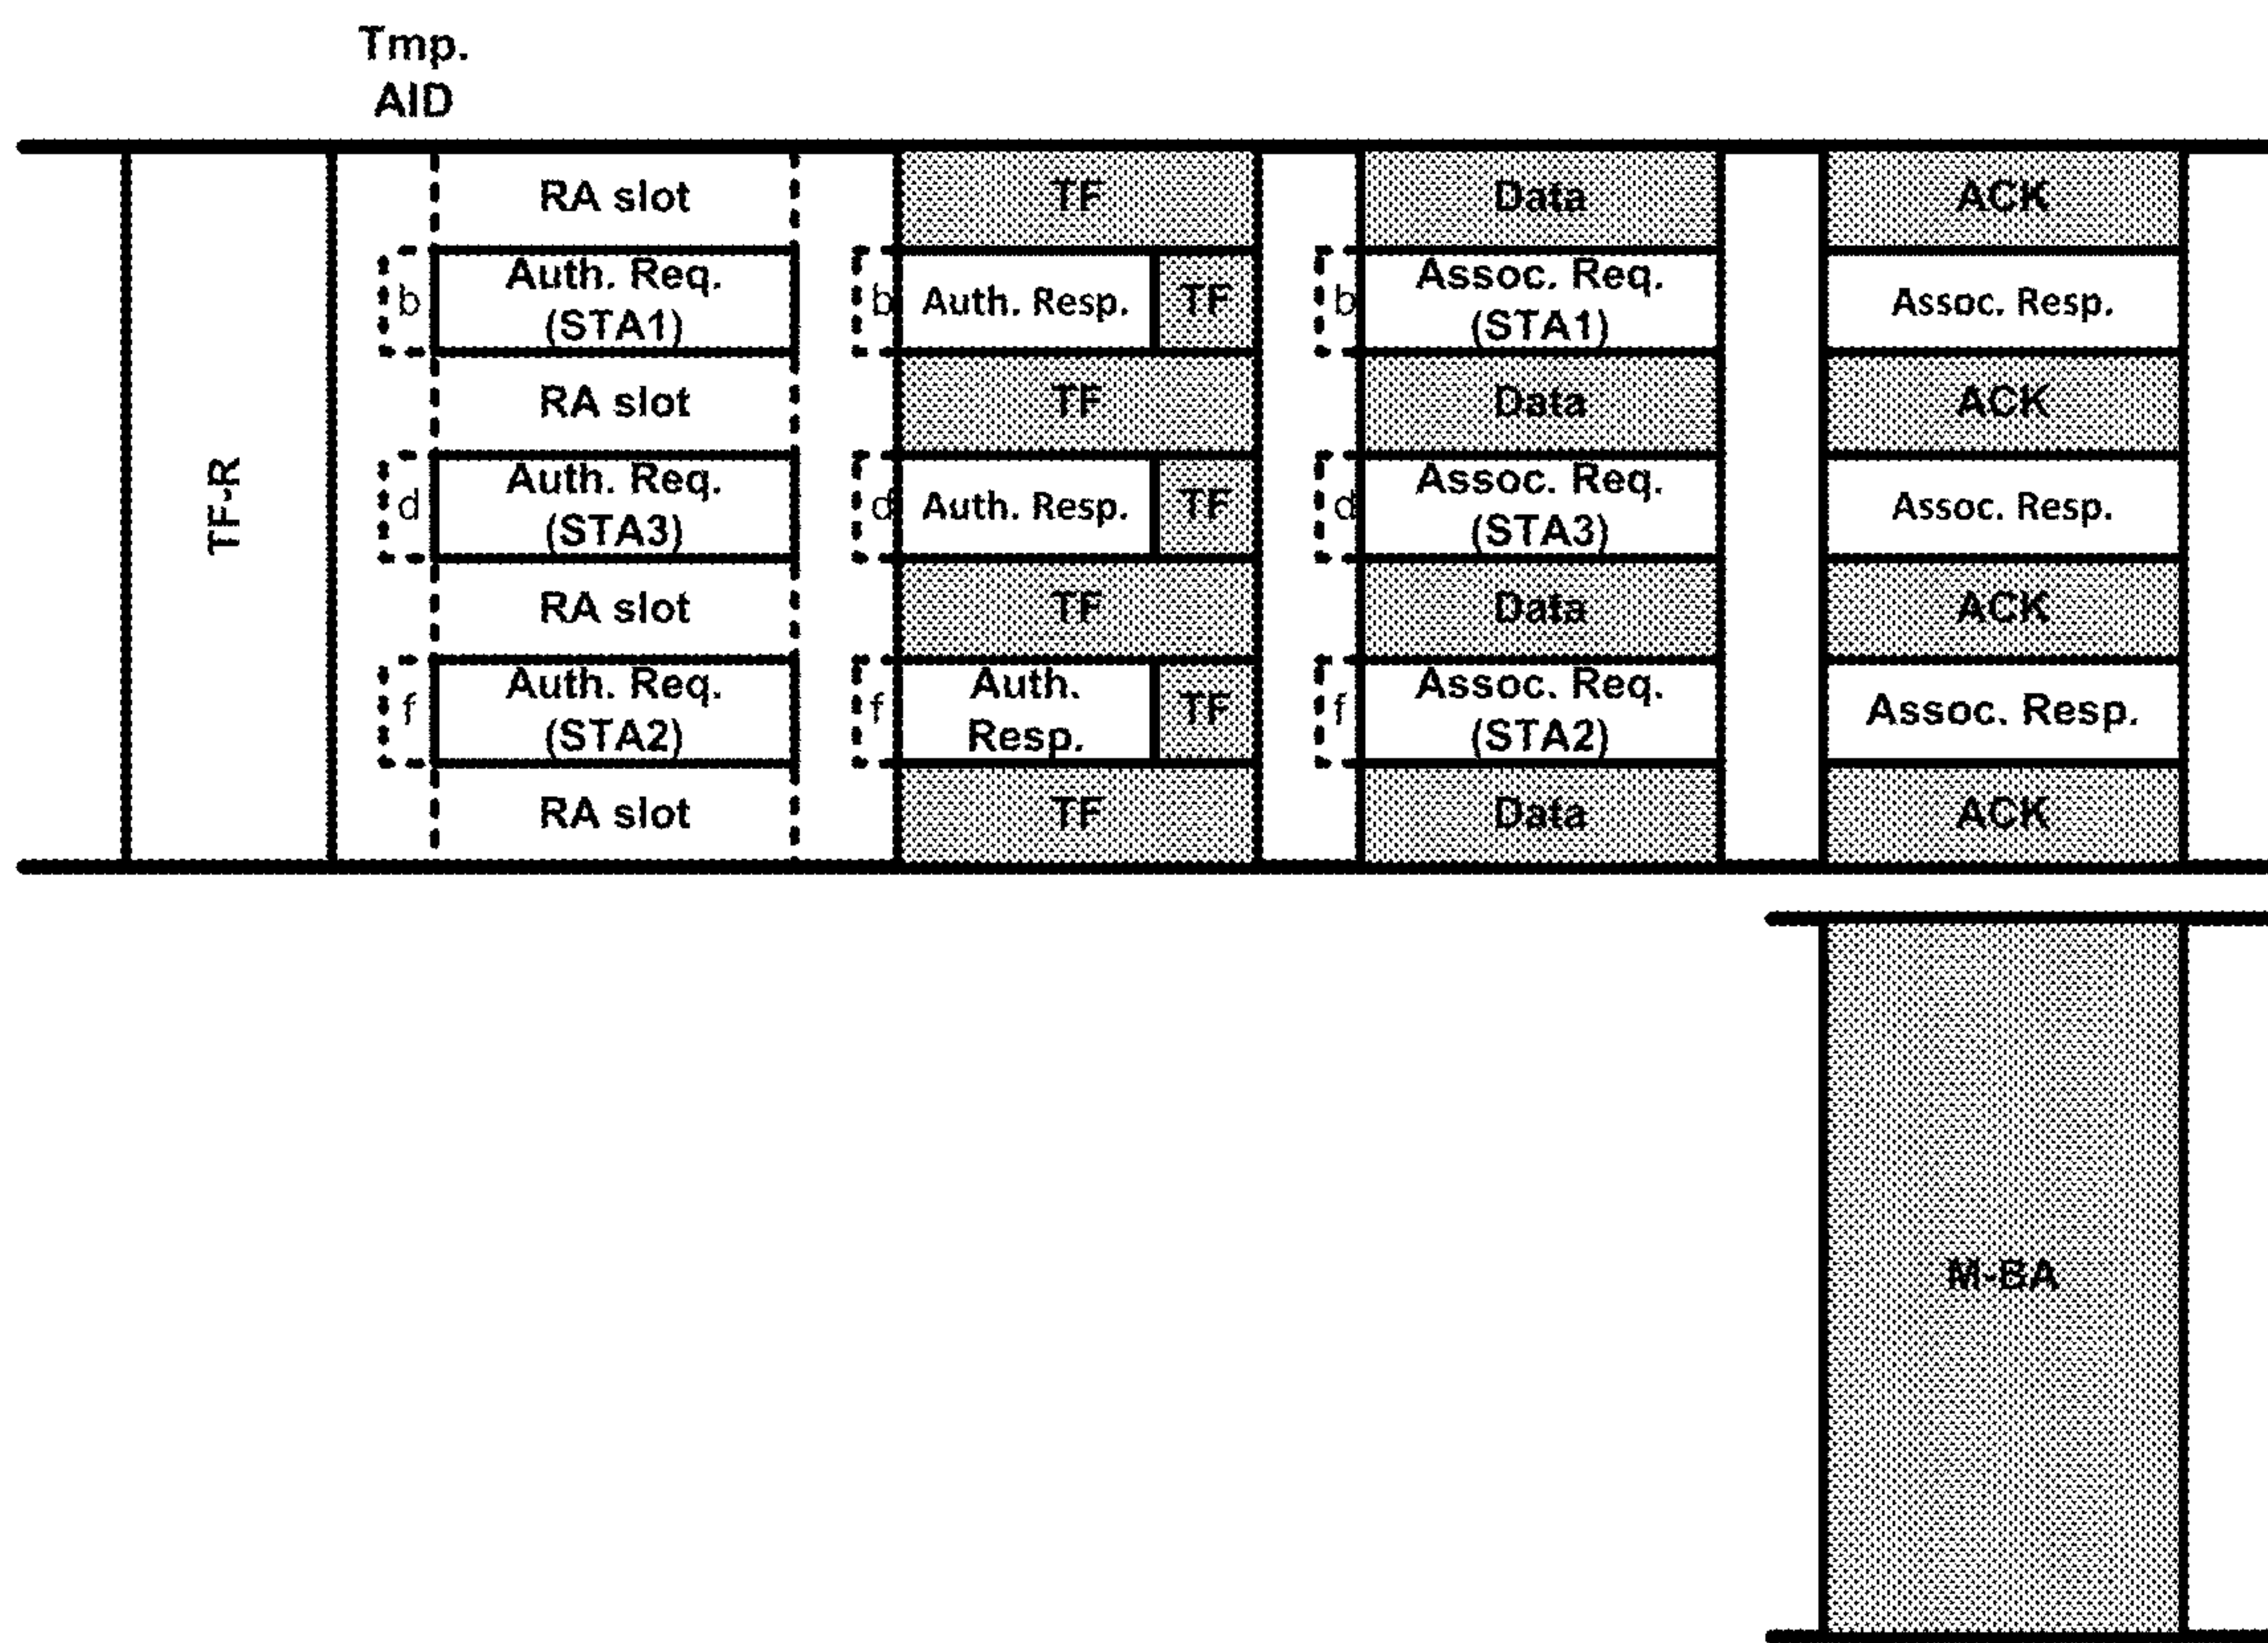 Tmp.
AID
TF-R
RA slot
b
Auth. Req.
(STA1)
RA slot
d
Auth. Req.
(STA3)
RA slot
f
Auth. Req.
(STA2)
RA slot
TF
b
Auth. Resp.
TF
TF
d
Auth. Resp.
TF
TF
f
Auth.
Resp.
TF
TF
Data
b
Assoc. Req.
(STA1)
Data
d
Assoc. Req.
(STA3)
Data
f
Assoc. Req.
(STA2)
Data
ACK
Assoc. Resp.
ACK
Assoc. Resp.
ACK
Assoc. Resp.
ACK
M-BA